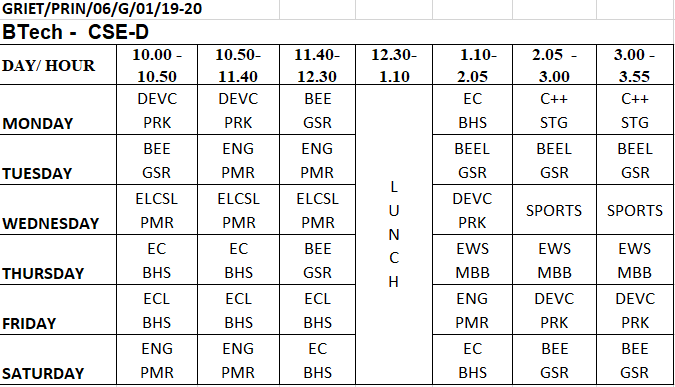 GRIET/PRIN/06/G/01/19-20
BTech - CSE-D
DAY/ HOUR 10.00 - 10.50 10.50- 11.40 11.40- 12.30 12.30- 1.10 1.10- 2.05 2.05 - 3.00 3.00 - 3.55
MONDAY DEVC PRK DEVC PRK BEE GSR EC BHS C++ STG C++ STG
TUESDAY BEE GSR ENG PMR ENG PMR BEEL GSR BEEL GSR BEEL GSR
WEDNESDAY ELCSL PMR ELCSL PMR ELCSL PMR DEVC PRK SPORTS SPORTS
THURSDAY EC BHS EC BHS BEE GSR EWS MBB EWS MBB EWS MBB
FRIDAY ECL BHS ECL BHS ECL BHS ENG PMR DEVC PRK DEVC PRK
SATURDAY ENG PMR ENG PMR EC BHS EC BHS BEE GSR BEE GSR
LUNCH